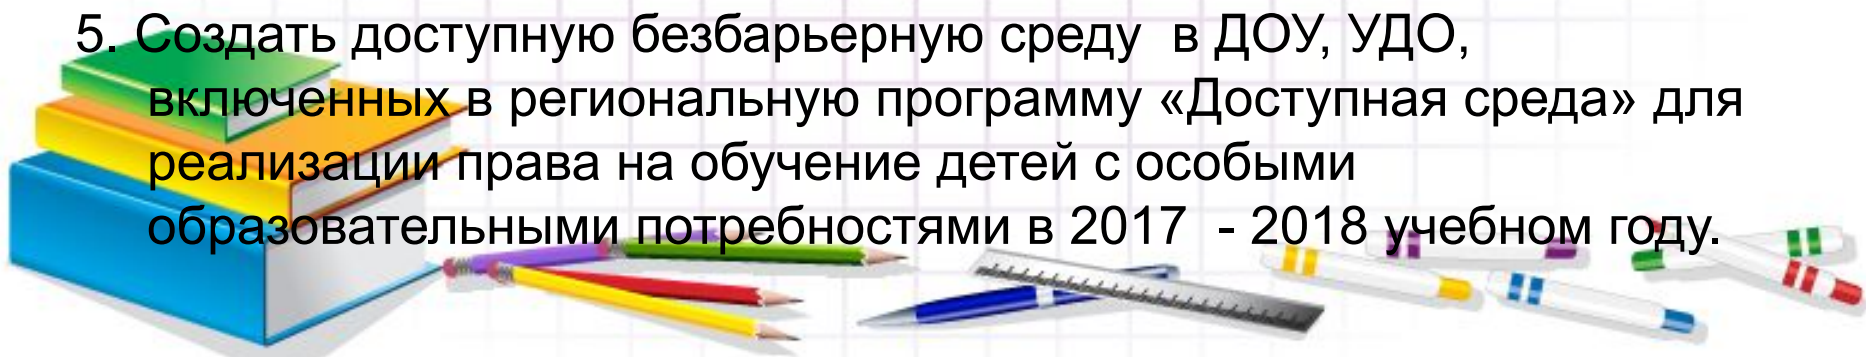 5. Создать доступную безбарьерную среду  в ДОУ, УДО,
включенных в региональную программу «Доступная среда» для
реализации права на обучение детей с особыми
образовательными потребностями в 2017  - 2018 учебном году.